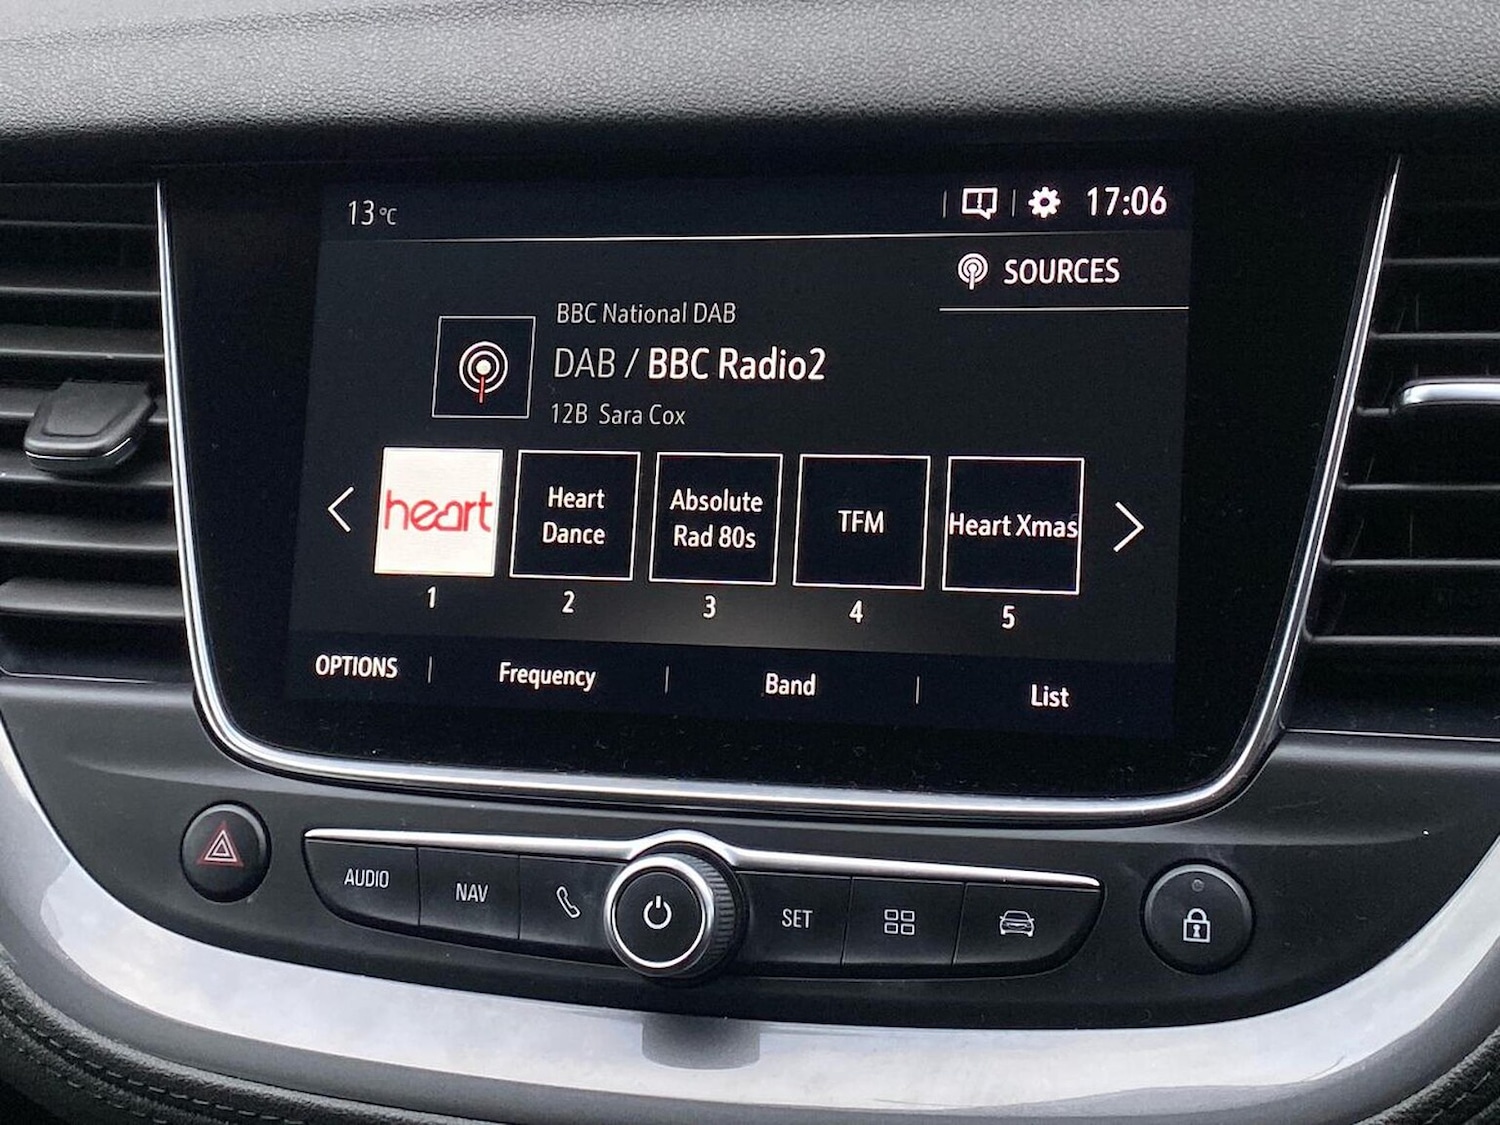 13°C
17:06
SOURCES
BBC National DAB
DAB / BBC Radio2
12B Sara Cox
heart
Heart
Dance
Absolute
Rad 80s
TFM
Heart Xmas
1
2
3
4
5
OPTIONS
Frequency
Band
List
AUDIO
NAV
SET